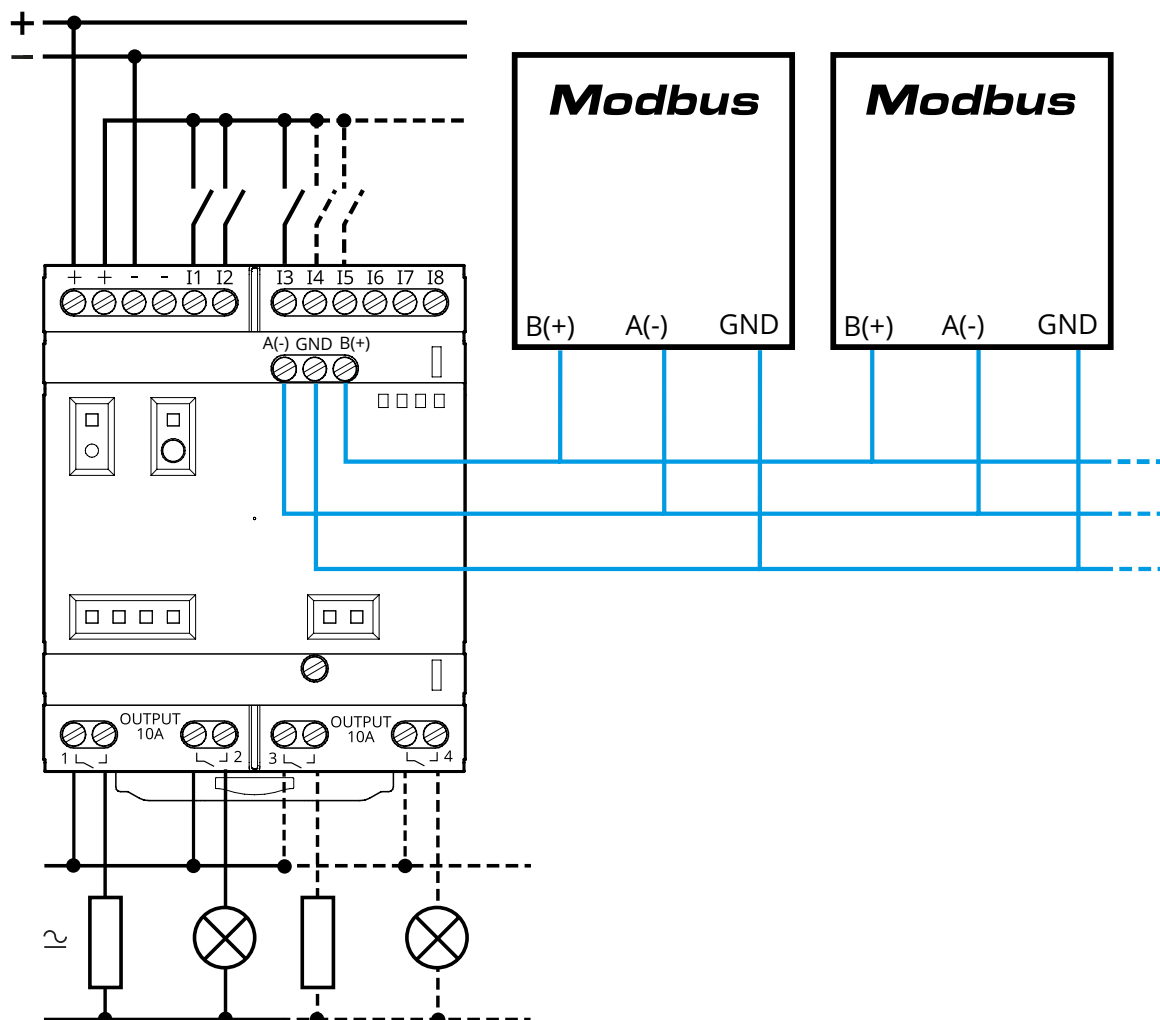 +
−
Modbus
Modbus
+ + - - I1 I2 I3 I4 I5 I6 I7 I8
B(+) A(-) GND
B(+) A(-) GND
A(-) GND B(+)
OUTPUT
10A
OUTPUT
10A
1 2 3 4